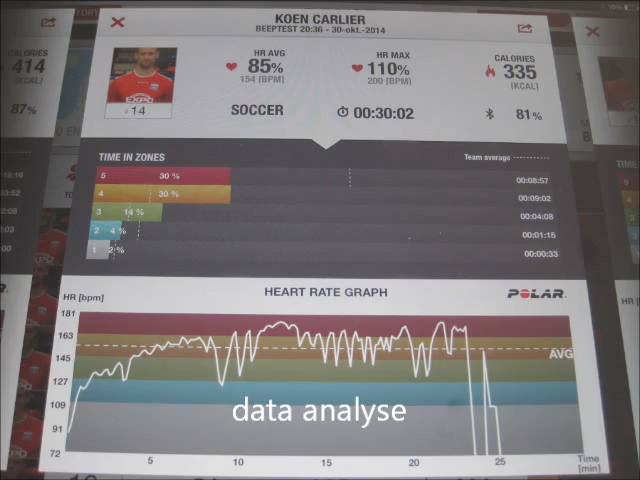 KOEN CARLIER
BEEPTEST 20:36 - 30-okt.-2014
CALORIES
414
[KCAL]
87%
HR AVG
85%
154 [BPM]
HR MAX
110%
200 [BPM]
CALORIES
335
[KCAL]
EXPO
14
SOCCER
00:30:02
81%
TIME IN ZONES
Team average
5 30 % 00:08:57
4 30 % 00:09:02
3 14 % 00:04:08
2 4 % 00:01:15
1 2 % 00:00:33
HEART RATE GRAPH
POLAR
HR [bpm]
181
163
145
127
109
91
72
AVG
data analyse
5 10 15 20 25 Time
[min]